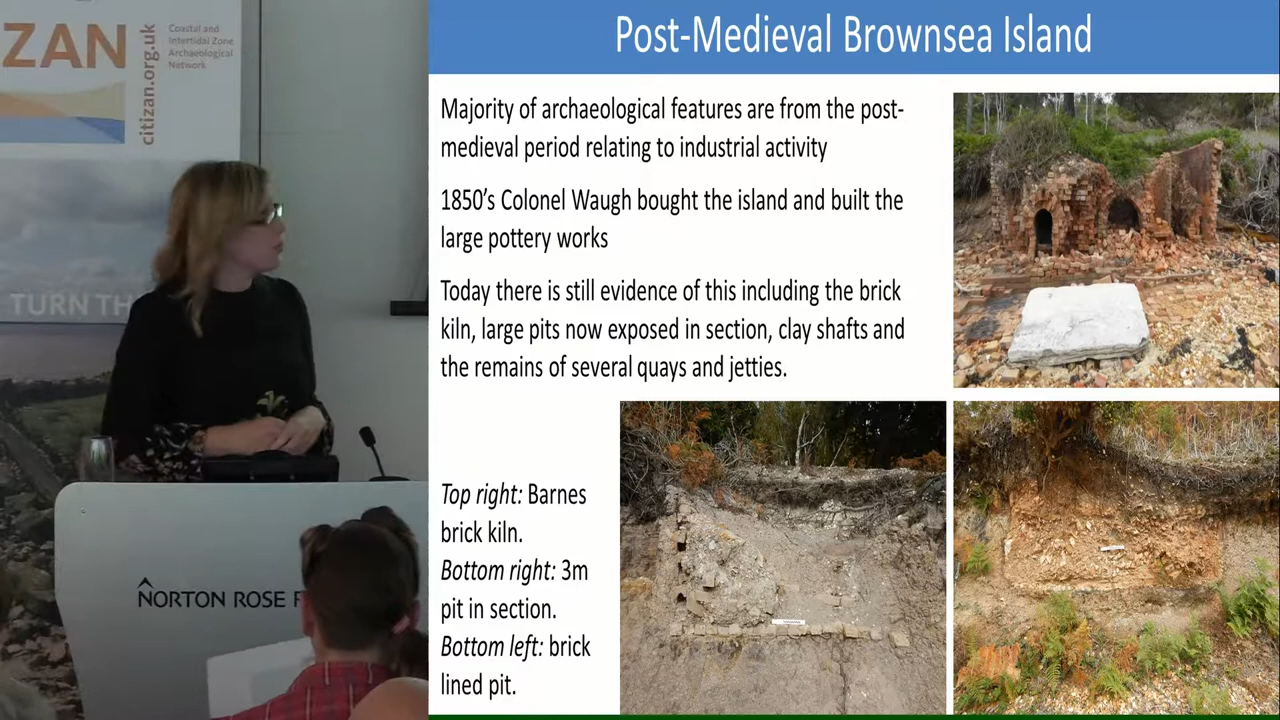 ZAN
citizan.org.uk
Coastal and
Intertidal Zone
Archaeological
Network
TURN TH
NORTON ROSE F
Post-Medieval Brownsea Island
Majority of archaeological features are from the post-
medieval period relating to industrial activity
1850's Colonel Waugh bought the island and built the
large pottery works
Today there is still evidence of this including the brick
kiln, large pits now exposed in section, clay shafts and
the remains of several quays and jetties.
Top right: Barnes
brick kiln.
Bottom right: 3m
pit in section.
Bottom left: brick
lined pit.